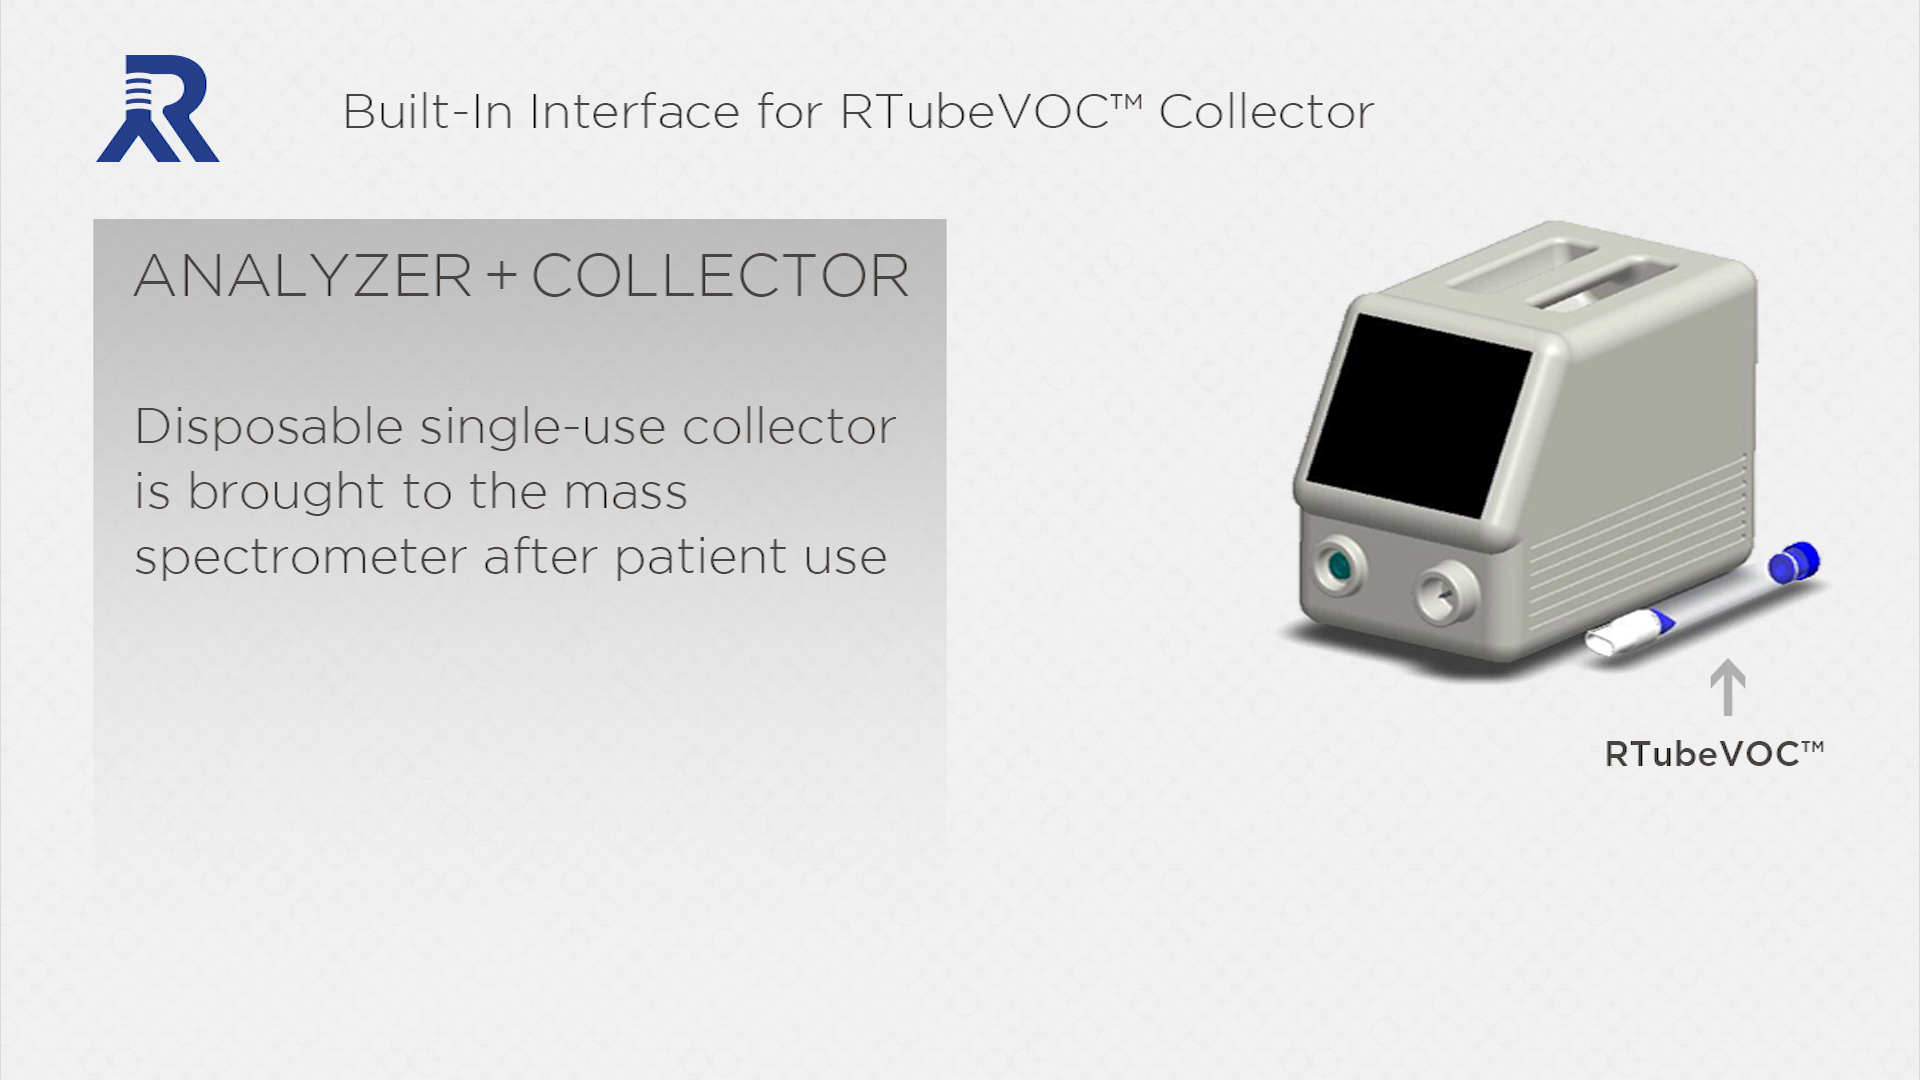 Built-In Interface for RTubeVOC™ Collector
ANALYZER + COLLECTOR
Disposable single-use collector
is brought to the mass
spectrometer after patient use
RTubeVOC™